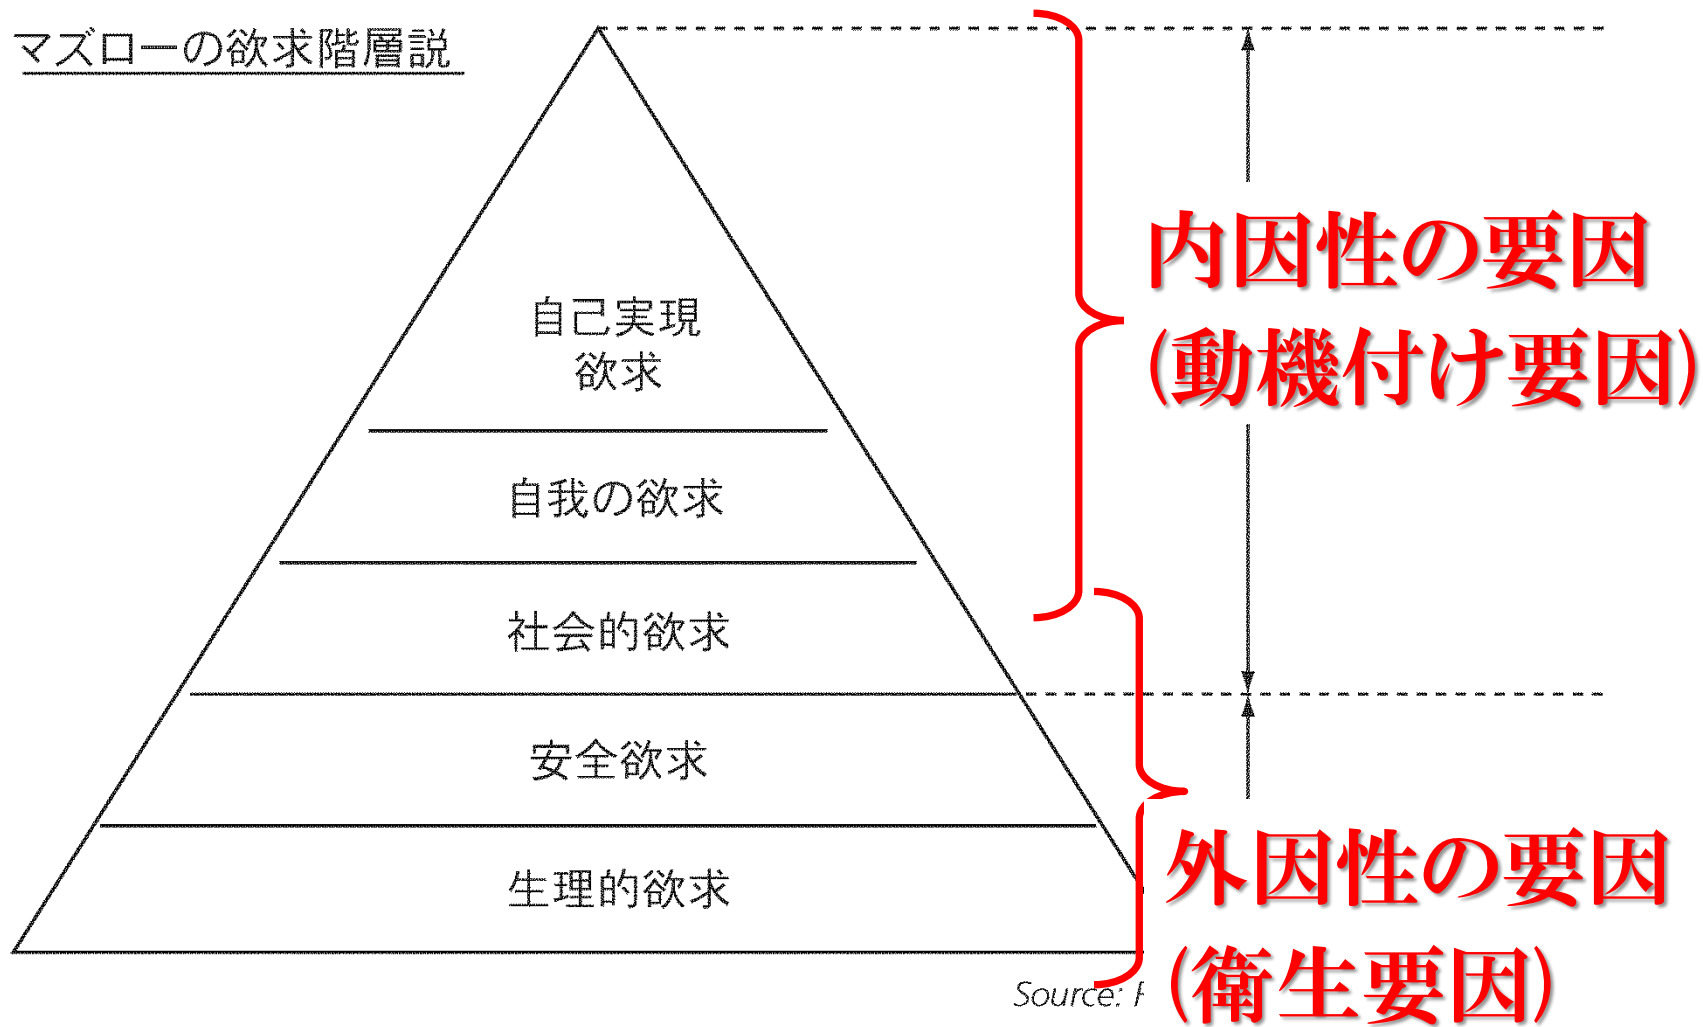 マズローの欲求階層説
内因性の要因
(動機付け要因)
自己実現
欲求
自我の欲求
社会的欲求
安全欲求
生理的欲求
外因性の要因
(衛生要因)
Source: